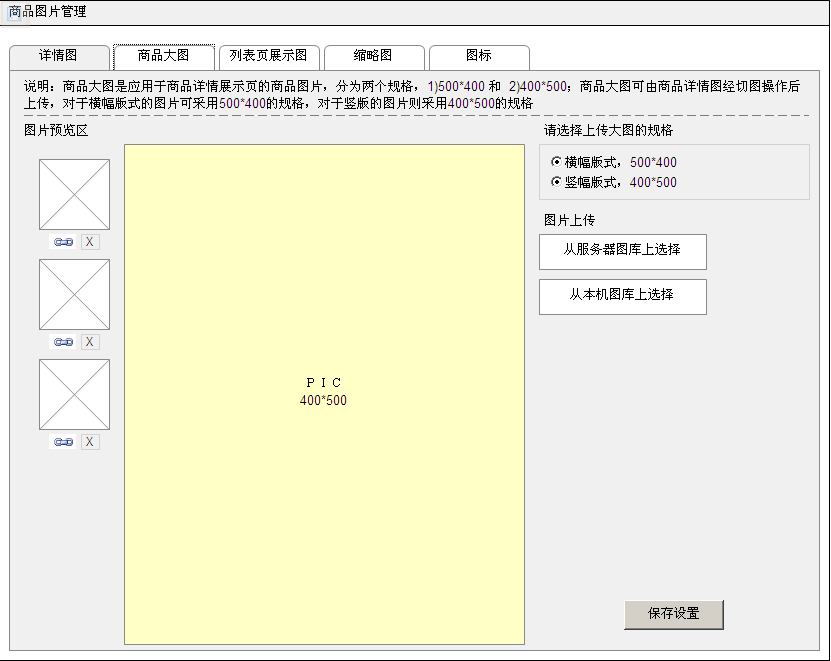 商品图片管理
详情图
商品大图
列表页展示图
缩略图
图标
说明：商品大图是应用于商品详情展示页的商品图片，分为两个规格，1)500*400 和 2)400*500；商品大图可由商品详情图经切图操作后
上传，对于横幅版式的图片可采用500*400的规格，对于竖版的图片则采用400*500的规格
图片预览区
请选择上传大图的规格
横幅版式，500*400
竖幅版式，400*500
图片上传
从服务器图库上选择
从本机图库上选择
X
X
X
P I C
400*500
保存设置